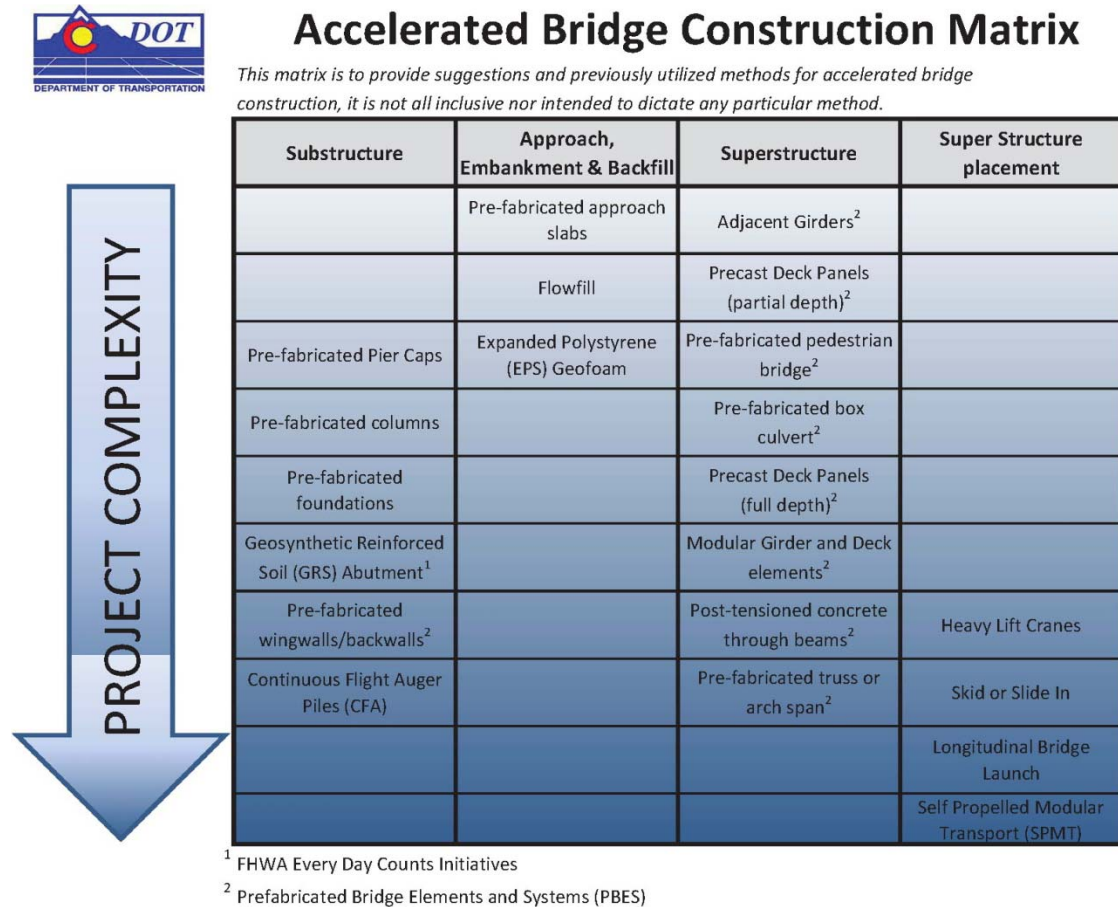 DOT
DEPARTMENT OF TRANSPORTATION
Accelerated Bridge Construction Matrix
This matrix is to provide suggestions and previously utilized methods for accelerated bridge
construction, it is not all inclusive nor intended to dictate any particular method.
PROJECT COMPLEXITY
Substructure
Approach,
Embankment & Backfill
Superstructure
Super Structure
placement
Pre-fabricated approach
slabs
Adjacent Girders²
Flowfill
Precast Deck Panels
(partial depth)²
Pre-fabricated Pier Caps
Expanded Polystyrene
(EPS) Geofoam
Pre-fabricated pedestrian
bridge²
Pre-fabricated columns
Pre-fabricated box
culvert²
Pre-fabricated
foundations
Precast Deck Panels
(full depth)²
Geosynthetic Reinforced
Soil (GRS) Abutment¹
Modular Girder and Deck
elements²
Pre-fabricated
wingwalls/backwalls²
Post-tensioned concrete
through beams²
Heavy Lift Cranes
Continuous Flight Auger
Piles (CFA)
Pre-fabricated truss or
arch span²
Skid or Slide In
Longitudinal Bridge
Launch
Self Propelled Modular
Transport (SPMT)
¹ FHWA Every Day Counts Initiatives
² Prefabricated Bridge Elements and Systems (PBES)